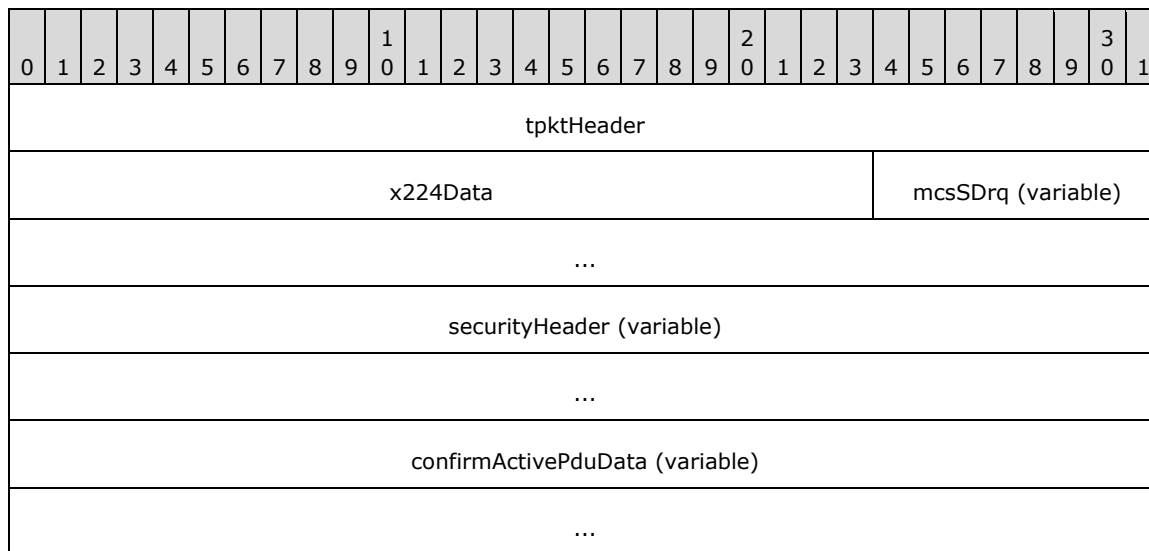 1 2 3
0 1 2 3 4 5 6 7 8 9 0 1 2 3 4 5 6 7 8 9 0 1 2 3 4 5 6 7 8 9 0 1
tpktHeader
x224Data mcsSDrq (variable)
...
securityHeader (variable)
...
confirmActivePduData (variable)
...